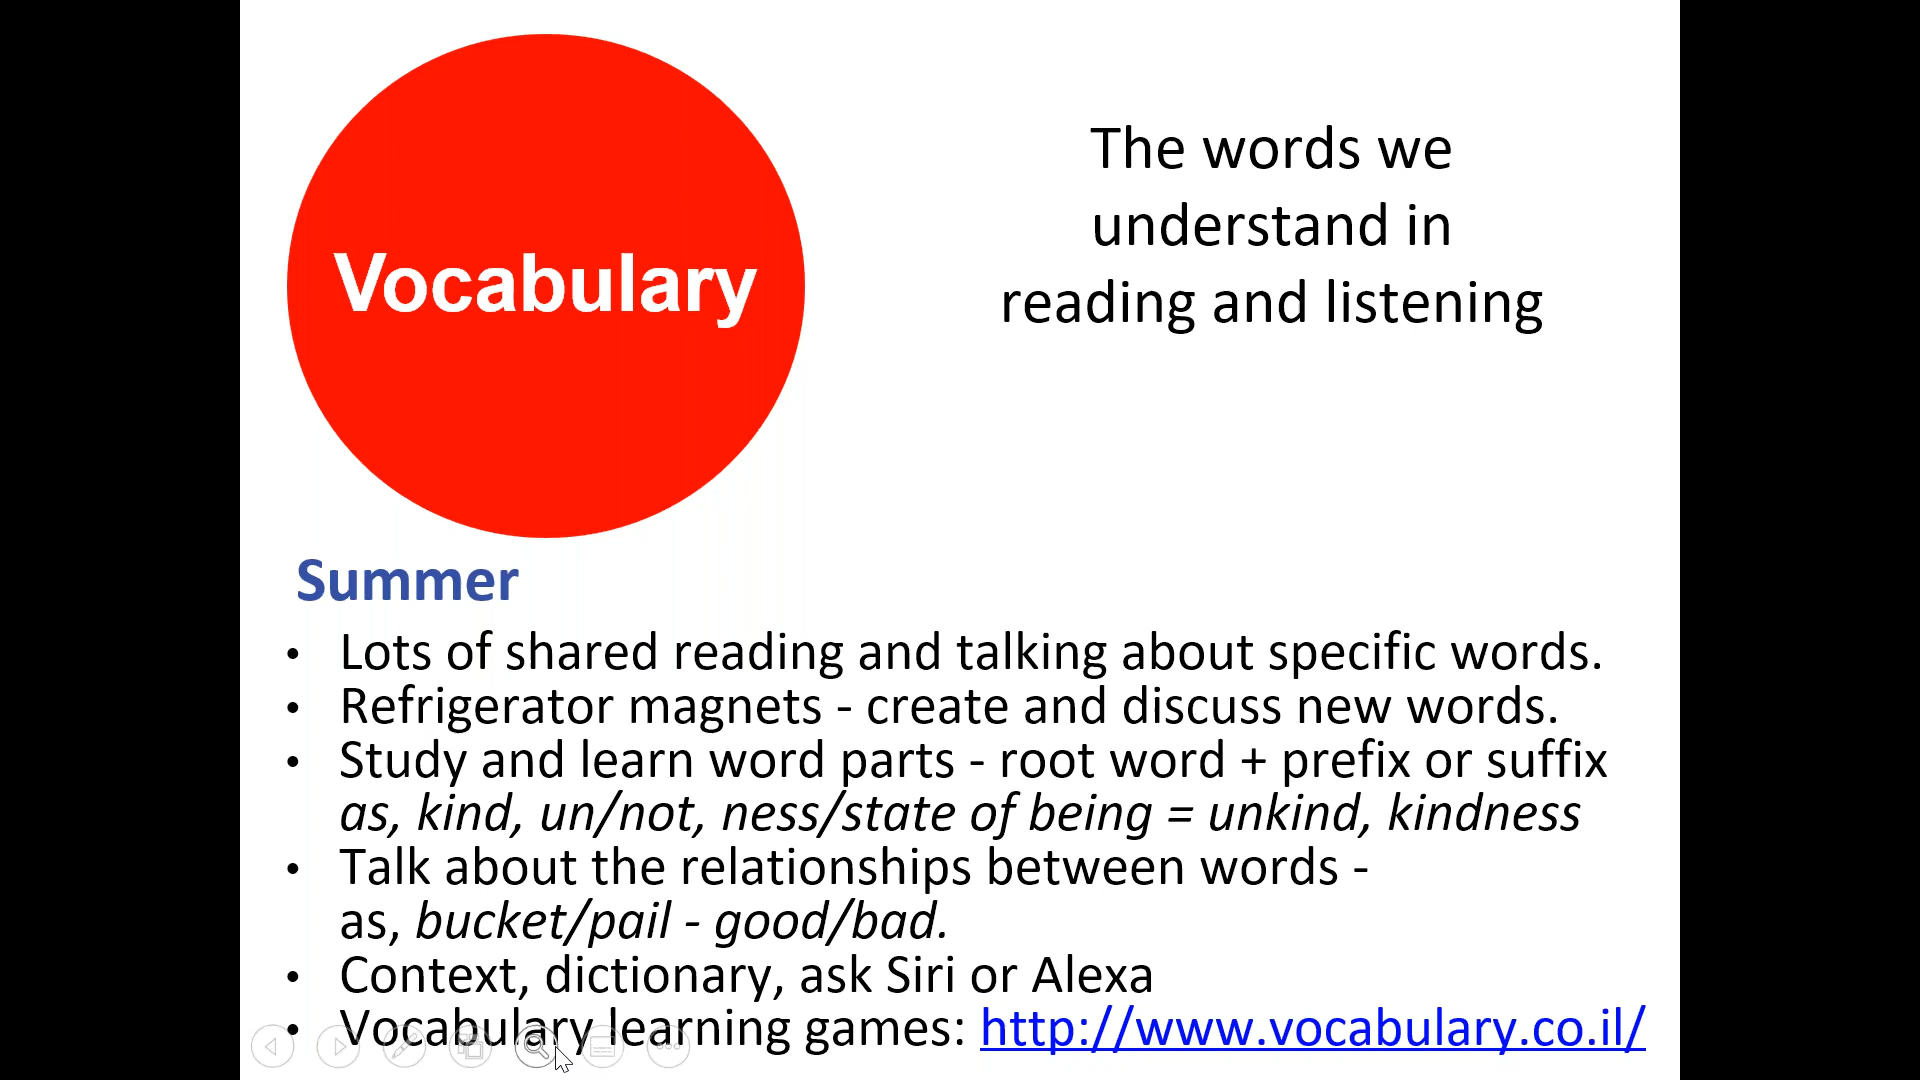 Vocabulary
The words we
understand in
reading and listening
Summer
• Lots of shared reading and talking about specific words.
• Refrigerator magnets - create and discuss new words.
• Study and learn word parts - root word + prefix or suffix
as, kind, un/not, ness/state of being = unkind, kindness
• Talk about the relationships between words -
as, bucket/pail - good/bad.
• Context, dictionary, ask Siri or Alexa
• Vocabulary learning games: http://www.vocabulary.co.il/